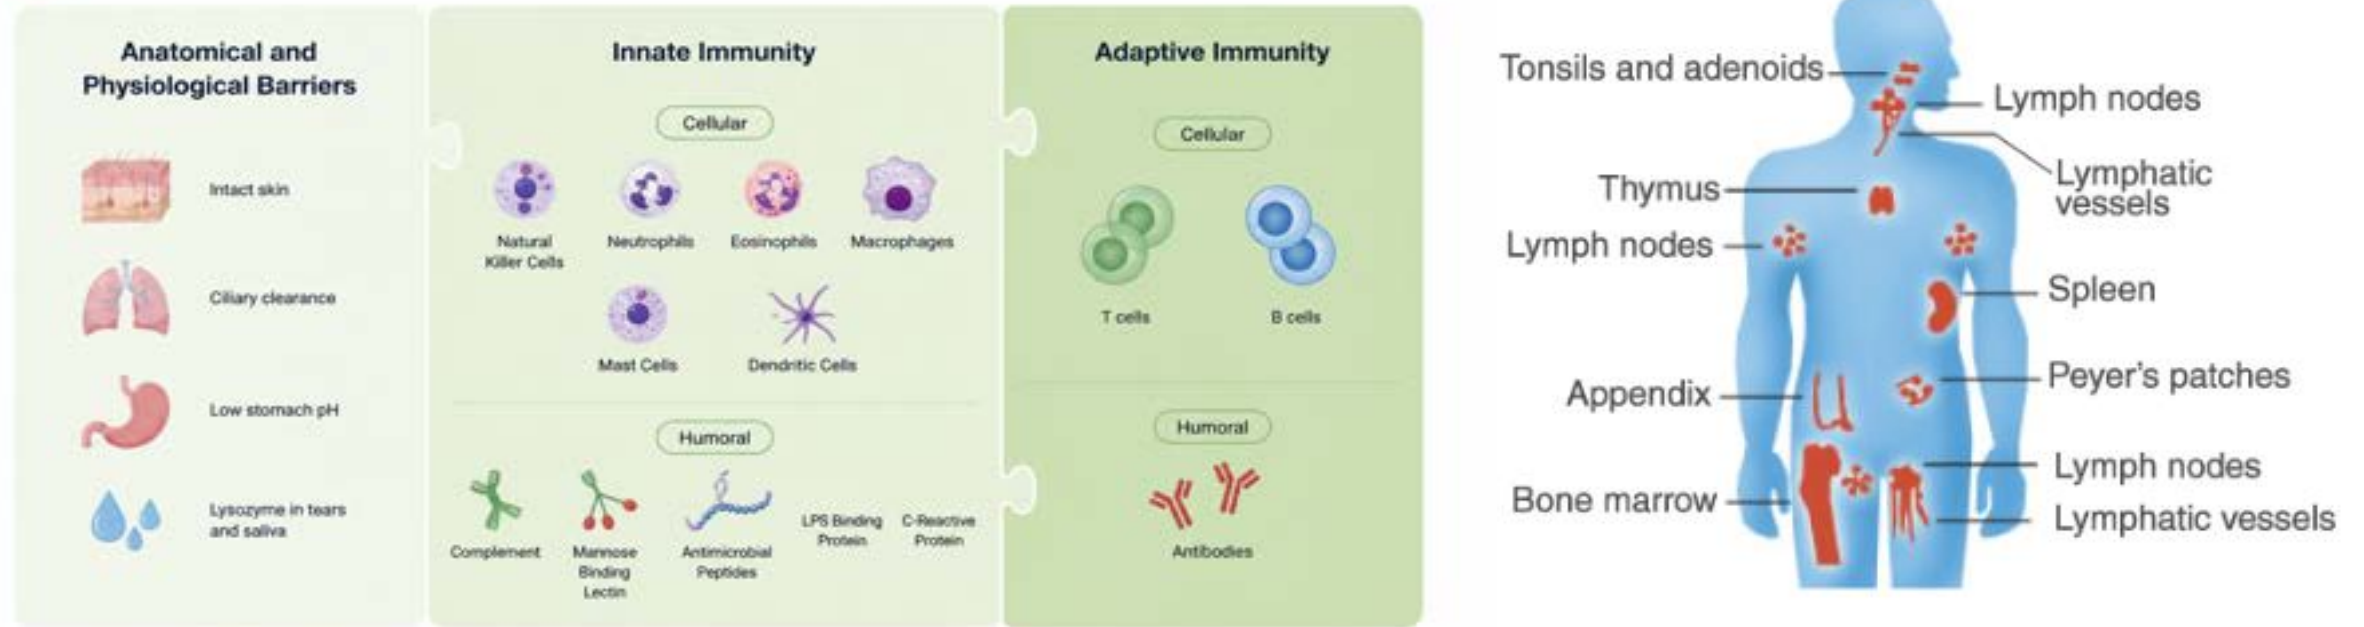 Anatomical and
Physiological Barriers
Intact skin
Ciliary clearance
Low stomach pH
Lysozyme in tears
and saliva
Innate Immunity
Cellular
Natural
Killer Cells
Neutrophils
Eosinophils
Macrophages
Mast Cells
Dendritic Cells
Humoral
Complement
Mannose
Binding
Lectin
Antimicrobial
Peptides
LPS Binding
Protein
C-Reactive
Protein
Adaptive Immunity
Cellular
T cells
B cells
Humoral
Antibodies
Tonsils and adenoids
Lymph nodes
Lymphatic
vessels
Thymus
Lymph nodes
Spleen
Peyer's patches
Appendix
Lymph nodes
Bone marrow
Lymphatic vessels